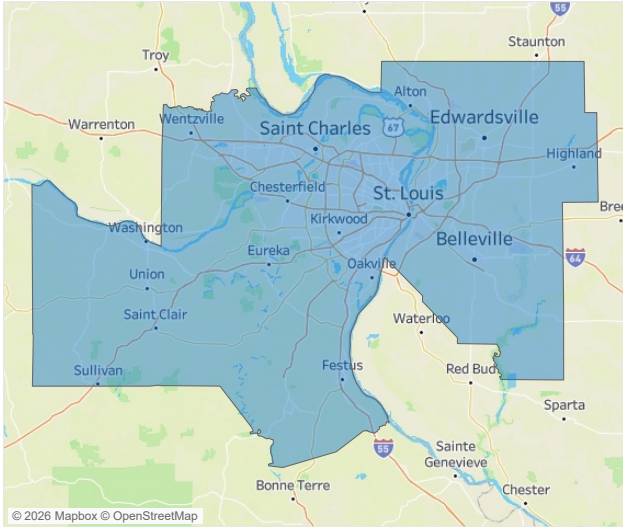 55
Staunton
Troy
Alton
Wentzville
Edwardsville
Warrenton
Saint Charles
67
Highland
Chesterfield
St. Louis
Kirkwood
Washington
Belleville
Eureka
Oakville
64
Union
Saint Clair
Waterloo
Sullivan
Festus
Red Bud
Sparta
55
Sainte
Genevieve
Bonne Terre
Chester
© 2026 Mapbox © OpenStreetMap